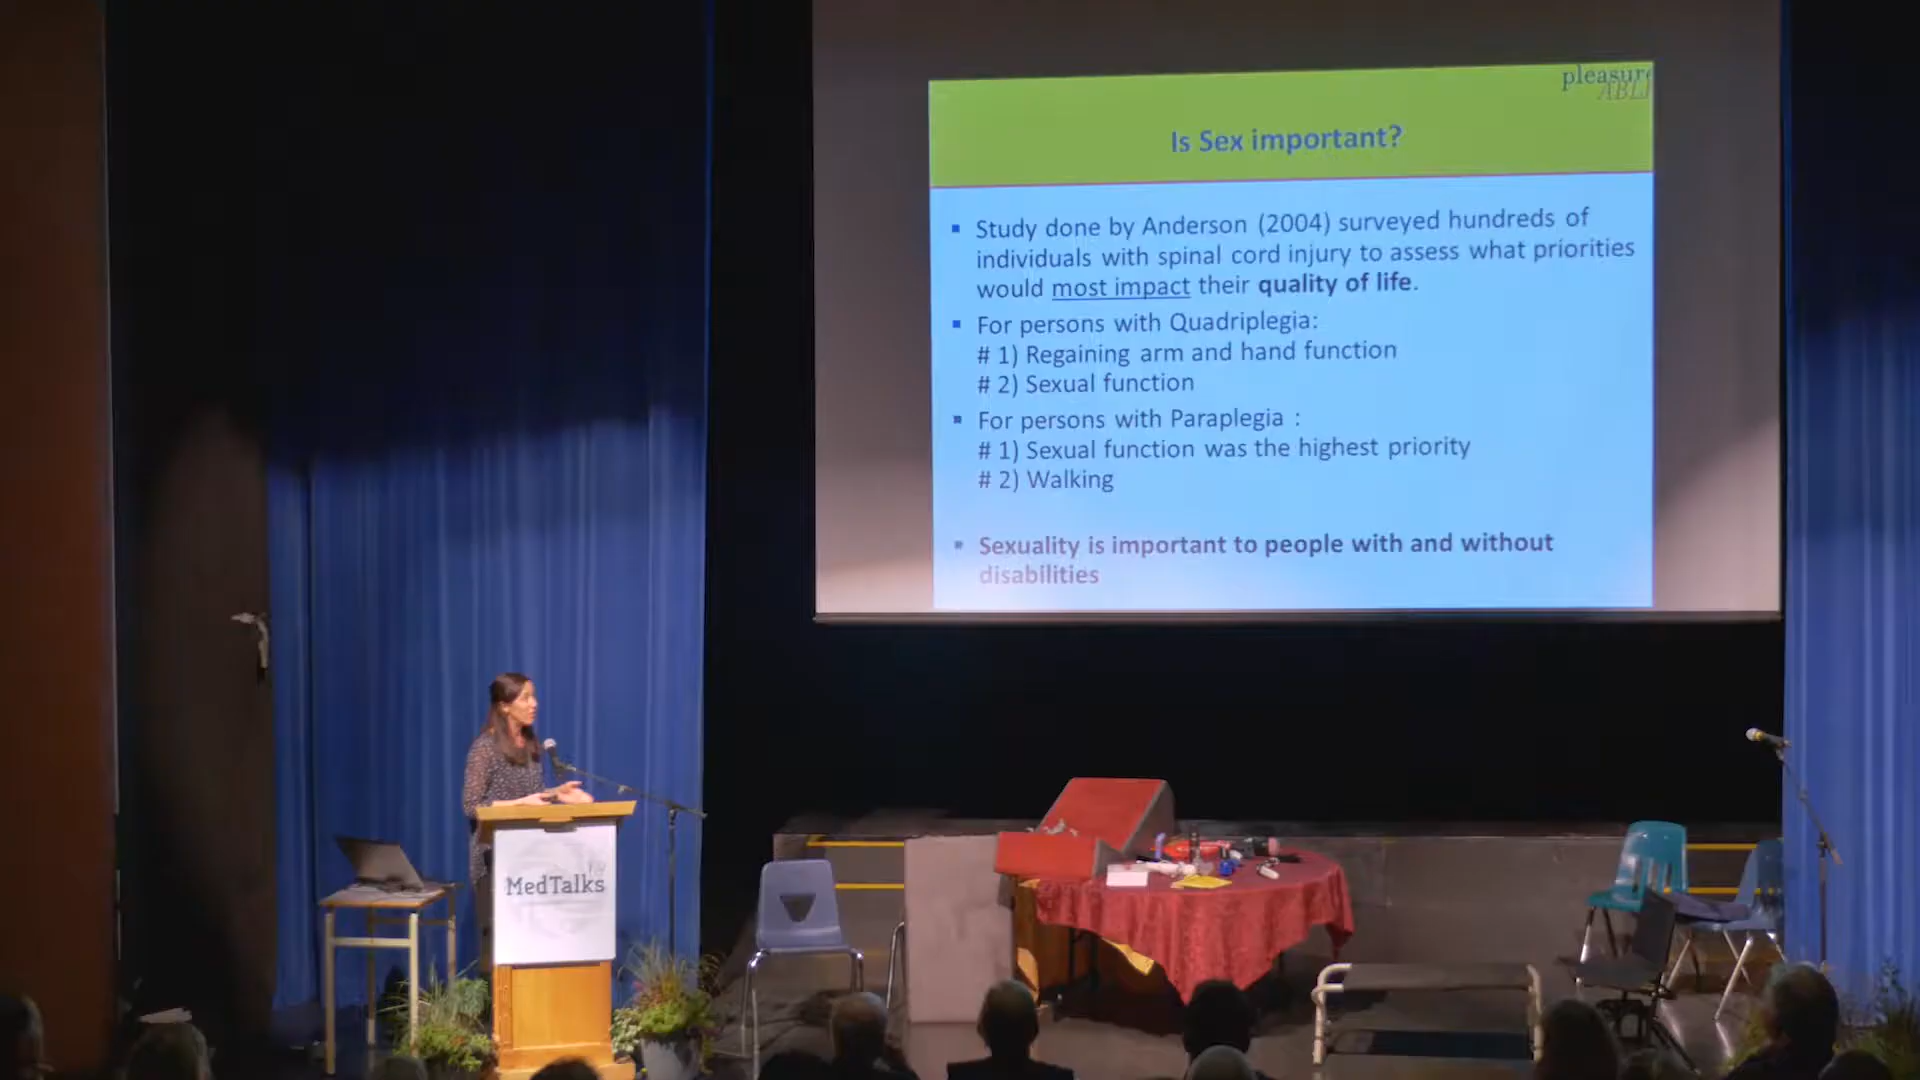 pleasure
ABLE
Is Sex important?
▪ Study done by Anderson (2004) surveyed hundreds of
individuals with spinal cord injury to assess what priorities
would most impact their quality of life.
▪ For persons with Quadriplegia:
# 1) Regaining arm and hand function
# 2) Sexual function
▪ For persons with Paraplegia :
# 1) Sexual function was the highest priority
# 2) Walking
▪ Sexuality is important to people with and without
disabilities
MedTalks